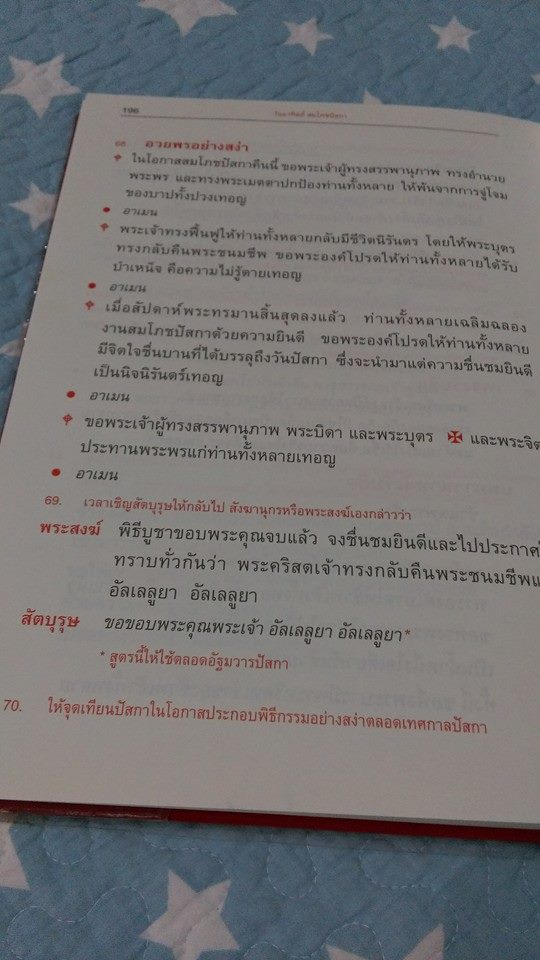 196
วันอาทิตย์ สมโภชปัสกา
68 อวยพรอย่างสง่า
ในโอกาสสมโภชปัสกาคืนนี้ ขอพระเจ้าผู้ทรงสรรพานุภาพ ทรงอำนวย
พระพร และทรงพระเมตตาปกป้องท่านทั้งหลาย ให้พ้นจากการจู่โจม
ของบาปทั้งปวงเทอญ
• อาเมน
พระเจ้าทรงฟื้นฟูให้ท่านทั้งหลายกลับมีชีวิตนิรันดร โดยให้พระบุตร
ทรงกลับคืนพระชนมชีพ ขอพระองค์โปรดให้ท่านทั้งหลายได้รับ
บำเหน็จ คือความไม่รู้ตายเทอญ
• อาเมน
เมื่อสัปดาห์พระทรมานสิ้นสุดลงแล้ว ท่านทั้งหลายเฉลิมฉลอง
งานสมโภชปัสกาด้วยความยินดี ขอพระองค์โปรดให้ท่านทั้งหลาย
มีจิตใจชื่นบานที่ได้บรรลุถึงวันปัสกา ซึ่งจะนำมาแต่ความชื่นชมยินดี
เป็นนิจนิรันดร์เทอญ
• อาเมน
ขอพระเจ้าผู้ทรงสรรพานุภาพ พระบิดา และพระบุตร ✠ และพระจิต
ประทานพระพรแก่ท่านทั้งหลายเทอญ
• อาเมน
69. เวลาเชิญสัตบุรุษให้กลับไป สังฆานุกรหรือพระสงฆ์เองกล่าวว่า
พระสงฆ์ พิธีบูชาขอบพระคุณจบแล้ว จงชื่นชมยินดีและไปประกาศ
ทราบทั่วกันว่า พระคริสตเจ้าทรงกลับคืนพระชนมชีพ
อัลเลลูยา อัลเลลูยา
สัตบุรุษ ขอขอบพระคุณพระเจ้า อัลเลลูยา อัลเลลูยา*
* สูตรนี้ให้ใช้ตลอดอัฐมวารปัสกา
70. ให้จุดเทียนปัสกาในโอกาสประกอบพิธีกรรมอย่างสง่าตลอดเทศกาลปัสกา